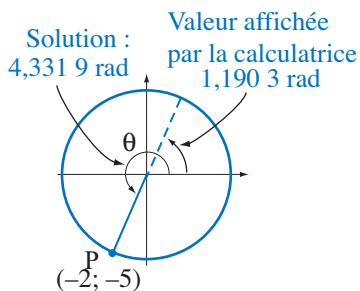 Solution :
4,331 9 rad
Valeur affichée
par la calculatrice
1,190 3 rad
θ
P
(–2; –5)